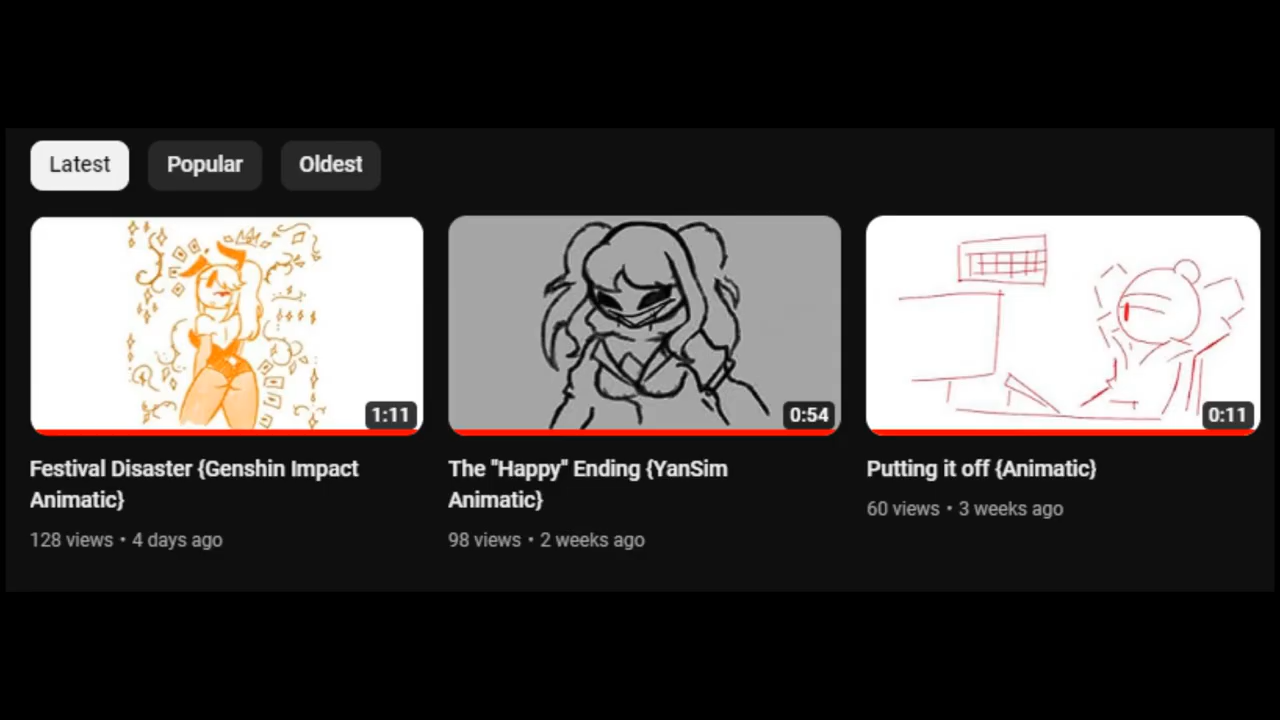 Latest
Popular
Oldest
1:11
0:54
0:11
Festival Disaster {Genshin Impact
Animatic}
128 views • 4 days ago
The "Happy" Ending {YanSim
Animatic}
98 views • 2 weeks ago
Putting it off {Animatic}
60 views • 3 weeks ago